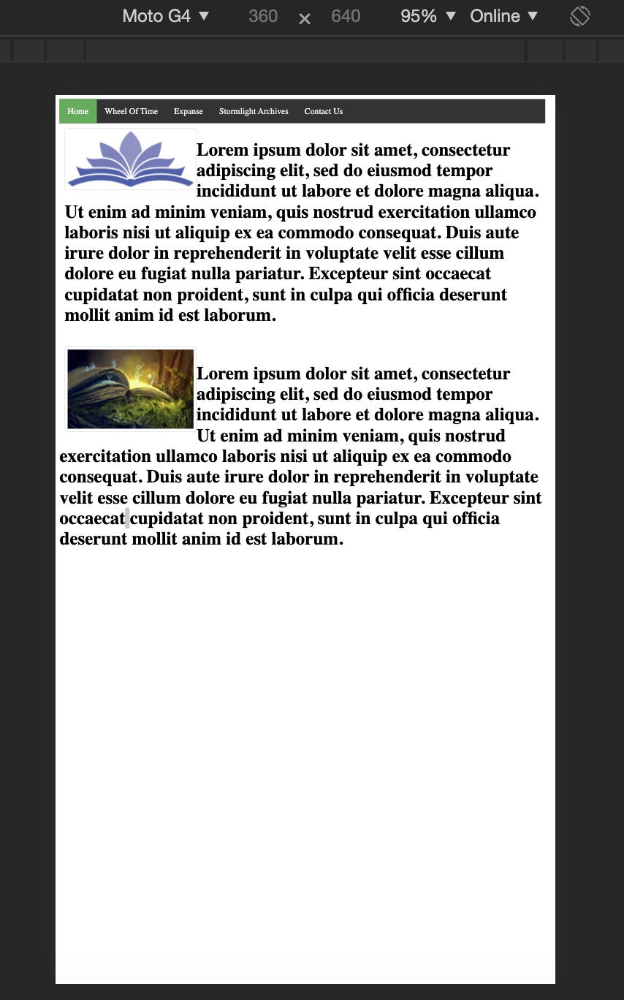 Moto G4 ▼ 360 × 640 95% ▼ Online ▼
Home Wheel Of Time Expanse Stormlight Archives Contact Us
Lorem ipsum dolor sit amet, consectetur
adipiscing elit, sed do eiusmod tempor
incididunt ut labore et dolore magna aliqua.
Ut enim ad minim veniam, quis nostrud exercitation ullamco
laboris nisi ut aliquip ex ea commodo consequat. Duis aute
irure dolor in reprehenderit in voluptate velit esse cillum
dolore eu fugiat nulla pariatur. Excepteur sint occaecat
cupidatat non proident, sunt in culpa qui officia deserunt
mollit anim id est laborum.
Lorem ipsum dolor sit amet, consectetur
adipiscing elit, sed do eiusmod tempor
incididunt ut labore et dolore magna aliqua.
Ut enim ad minim veniam, quis nostrud
exercitation ullamco laboris nisi ut aliquip ex ea commodo
consequat. Duis aute irure dolor in reprehenderit in voluptate
velit esse cillum dolore eu fugiat nulla pariatur. Excepteur sint
occaecat cupidatat non proident, sunt in culpa qui officia
deserunt mollit anim id est laborum.